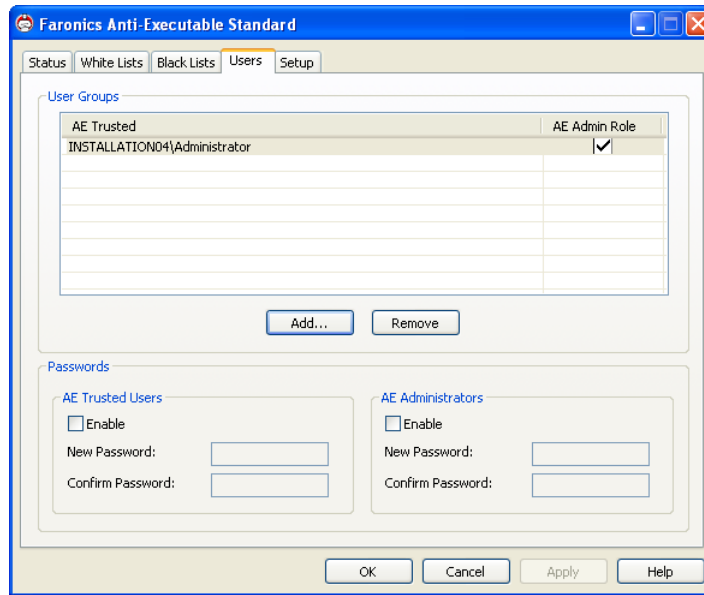 Faronics Anti-Executable Standard
Status White Lists Black Lists Users Setup
User Groups
AE Trusted AE Admin Role
INSTALLATION04\Administrator
Add... Remove
Passwords
AE Trusted Users
Enable
New Password:
Confirm Password:
AE Administrators
Enable
New Password:
Confirm Password:
OK Cancel Apply Help